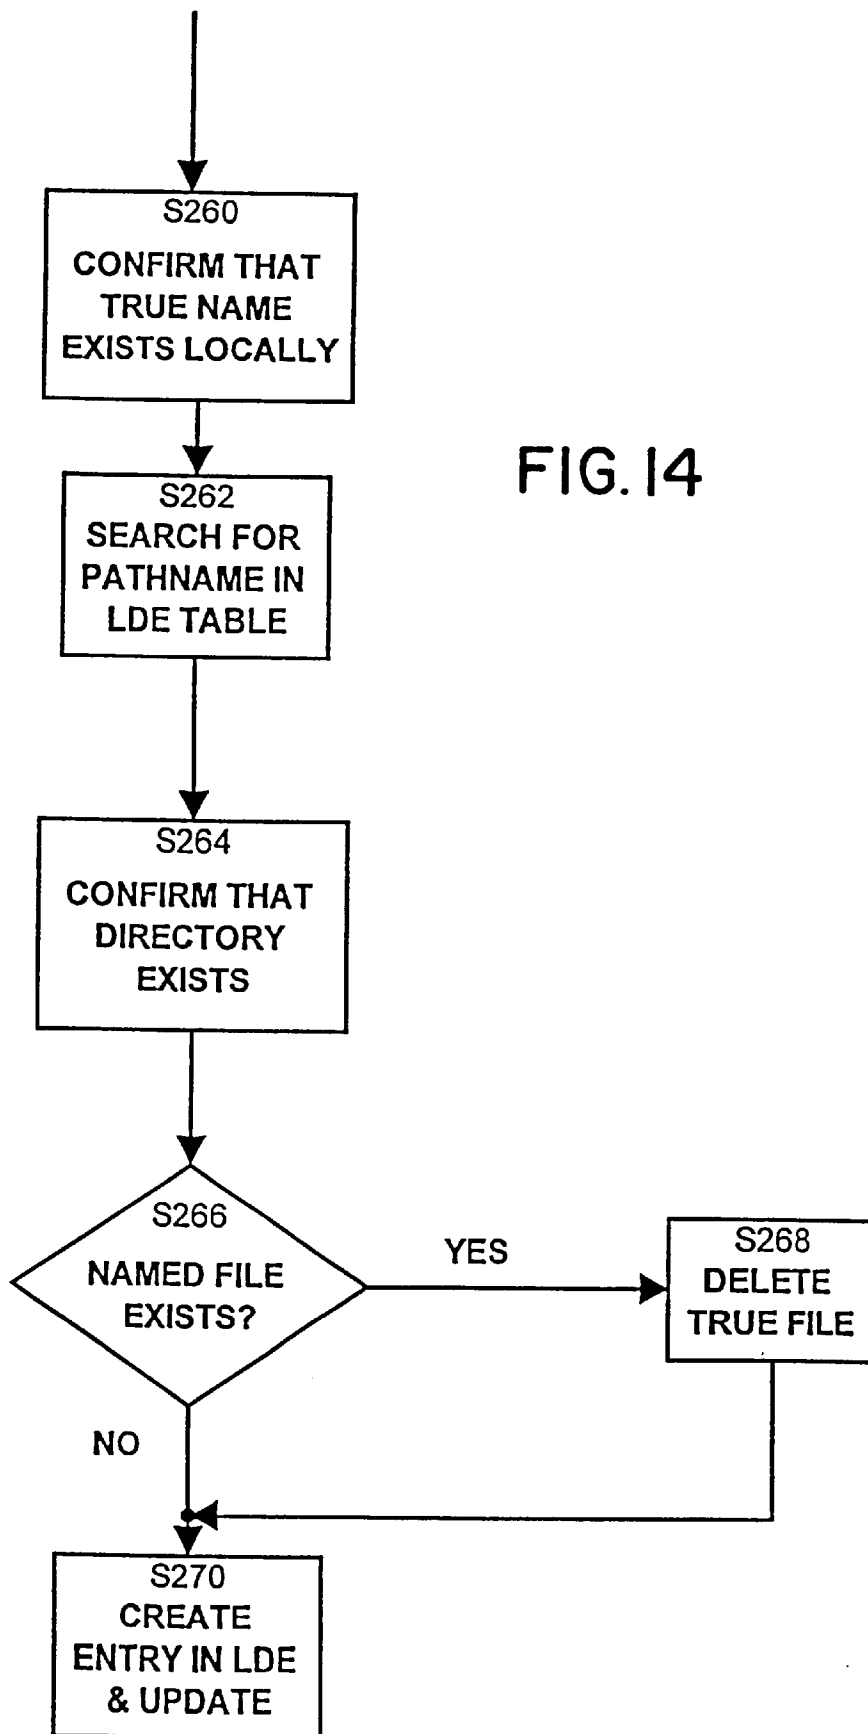 S260
CONFIRM THAT
TRUE NAME
EXISTS LOCALLY
FIG. 14
S262
SEARCH FOR
PATHNAME IN
LDE TABLE
S264
CONFIRM THAT
DIRECTORY
EXISTS
S266
NAMED FILE
EXISTS?
YES
S268
DELETE
TRUE FILE
NO
S270
CREATE
ENTRY IN LDE
& UPDATE